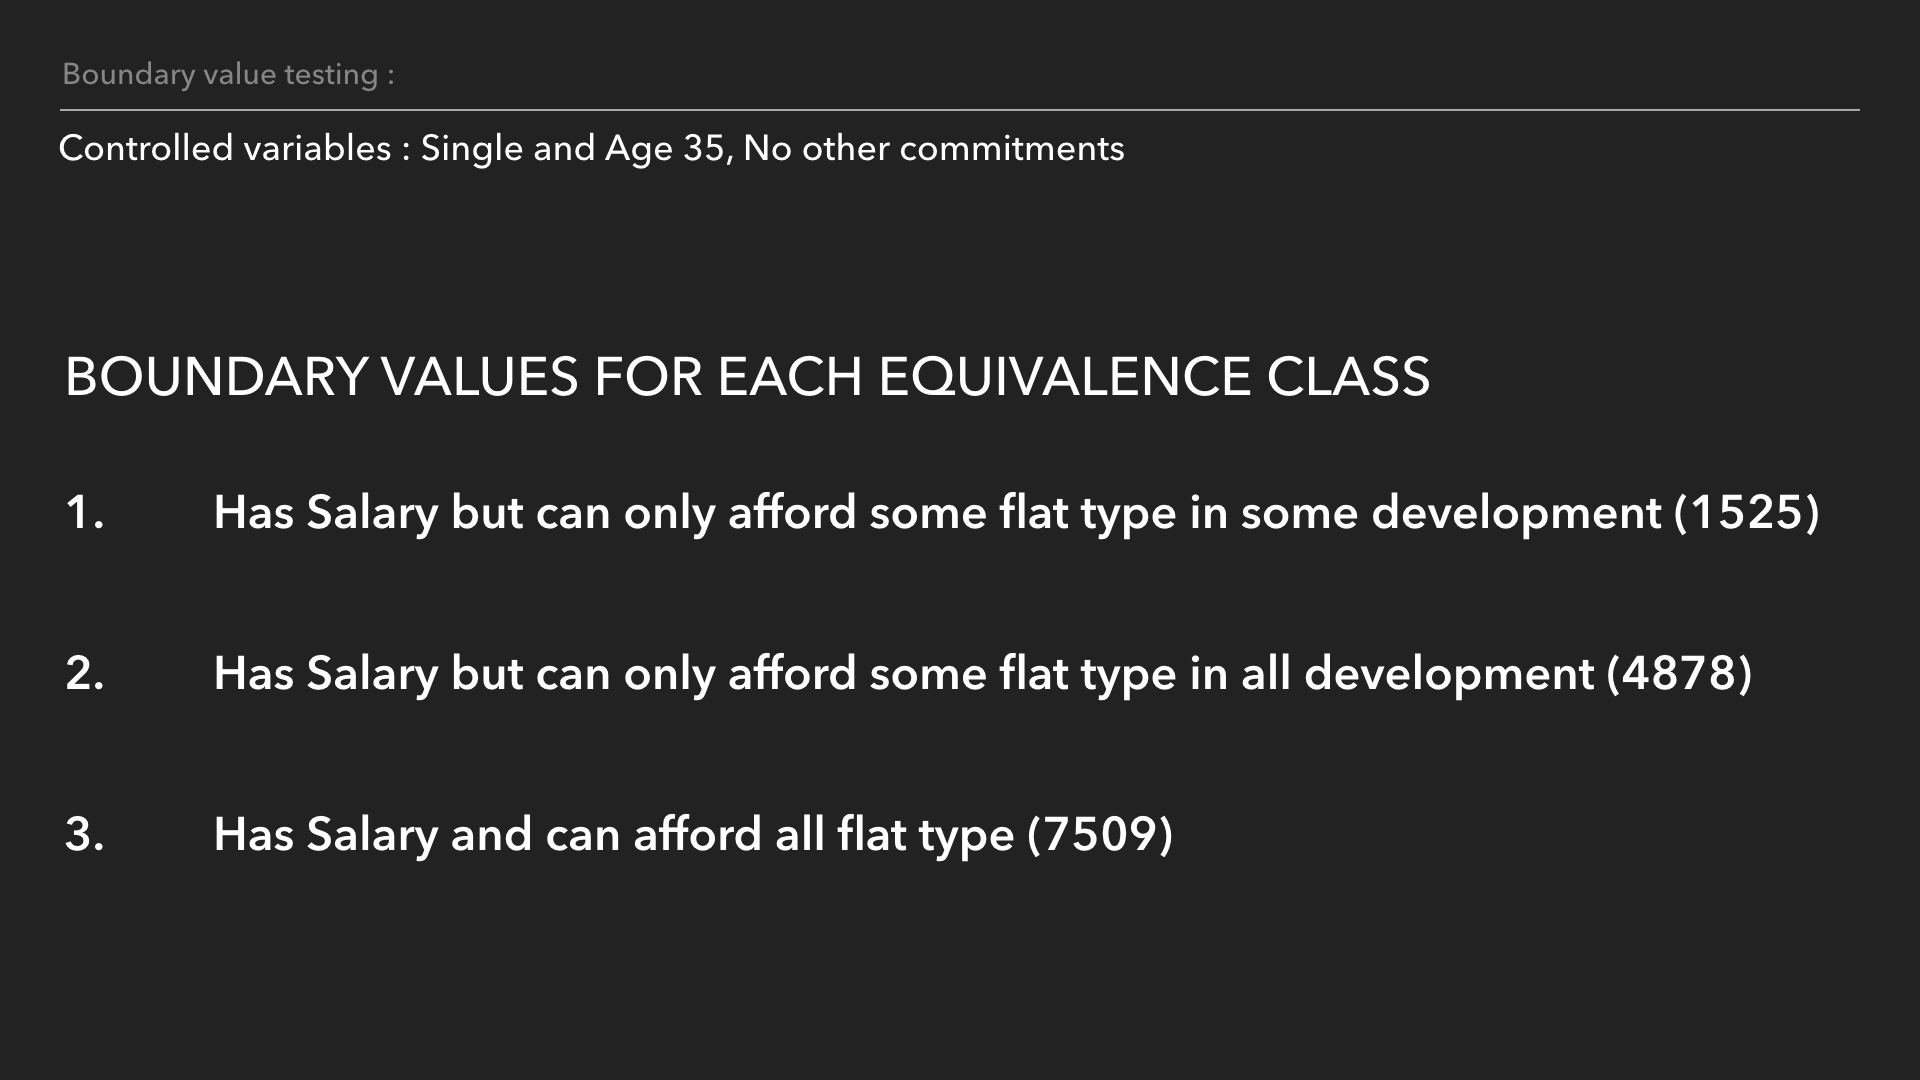 Boundary value testing :
Controlled variables : Single and Age 35, No other commitments
BOUNDARY VALUES FOR EACH EQUIVALENCE CLASS
1. Has Salary but can only afford some flat type in some development (1525)
2. Has Salary but can only afford some flat type in all development (4878)
3. Has Salary and can afford all flat type (7509)